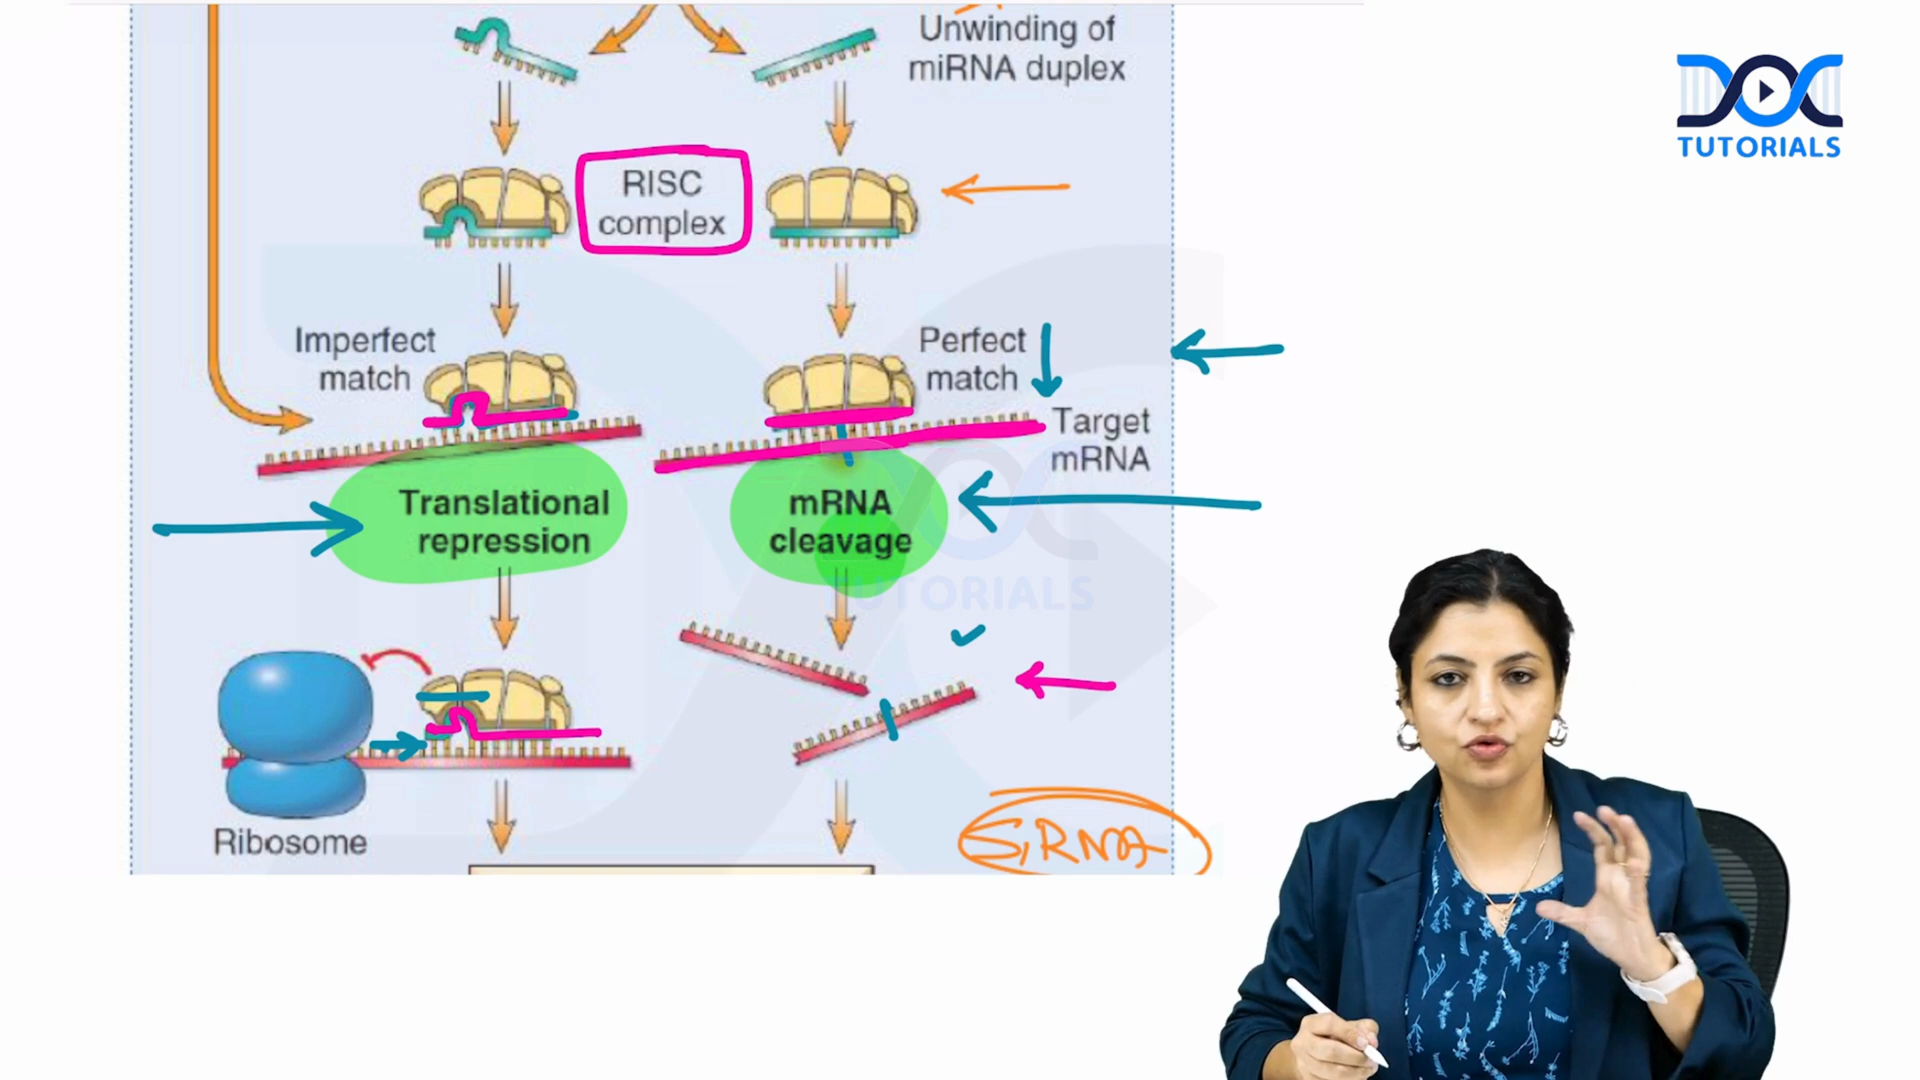 Unwinding of
miRNA duplex
DOC
TUTORIALS
RISC
complex
Imperfect
match
Perfect
match
Target
mRNA
Translational
repression
mRNA
cleavage
TUTORIALS
Ribosome
SiRNA